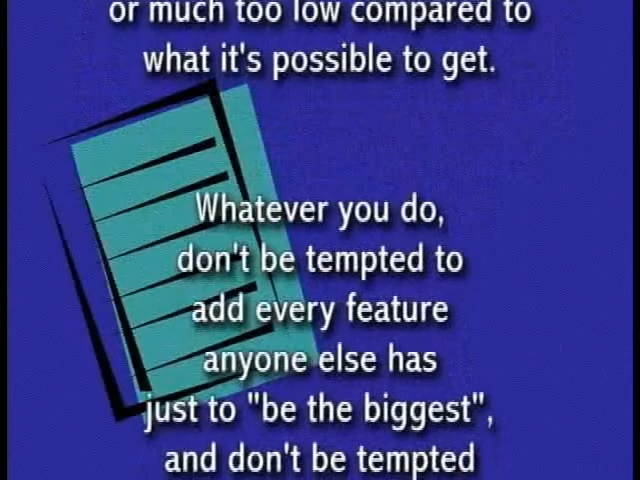 or much too low compared to
what it's possible to get.
Whatever you do,
don't be tempted to
add every feature
anyone else has
just to "be the biggest",
and don't be tempted